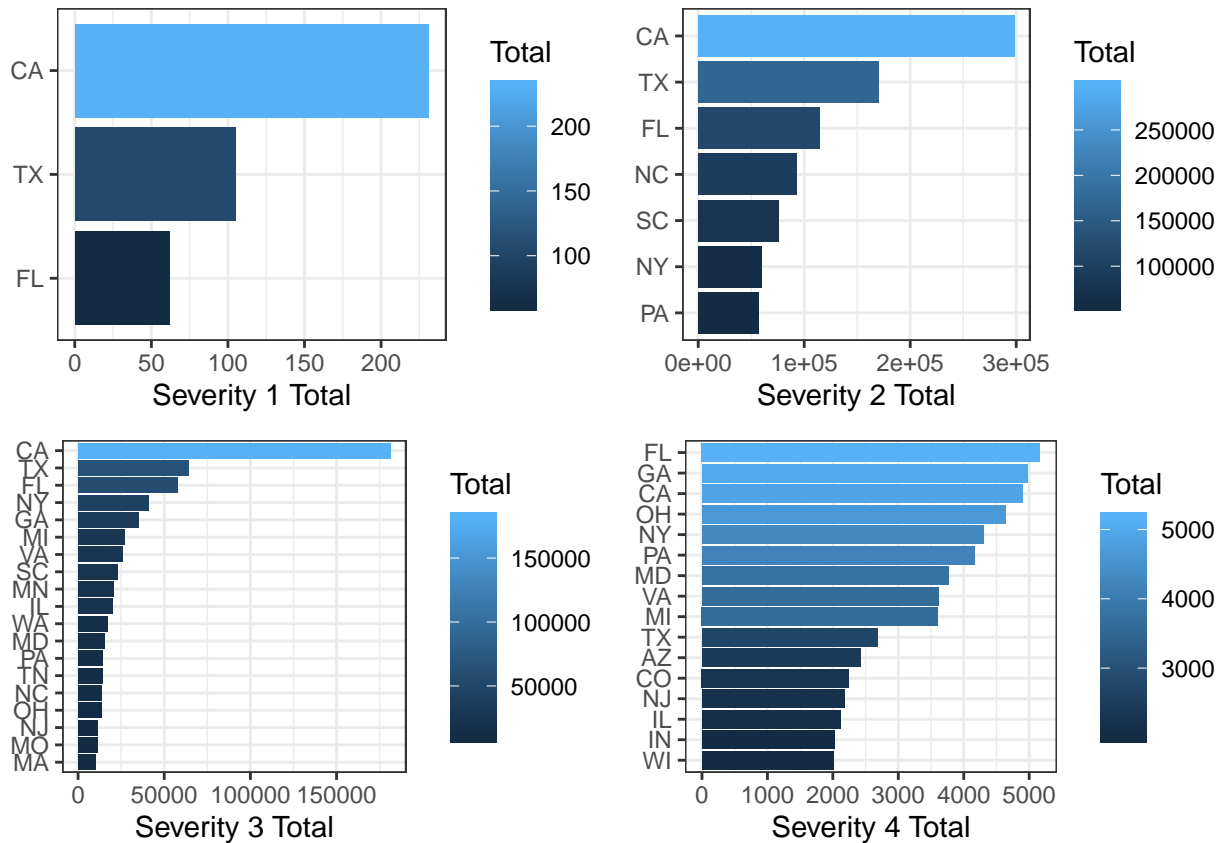 CA
TX
FL
0 50 100 150 200
Severity 1 Total
Total
200
150
100
CA
TX
FL
NC
SC
NY
PA
0e+00 1e+05 2e+05 3e+05
Severity 2 Total
Total
250000
200000
150000
100000
CA
TX
FL
NY
GA
MI
VA
SC
MN
IL
WA
MD
PA
TN
NC
OH
NJ
MO
MA
0 50000 100000 150000
Severity 3 Total
Total
150000
100000
50000
FL
GA
CA
OH
NY
PA
MD
VA
MI
TX
AZ
CO
NJ
IL
IN
WI
0 1000 2000 3000 4000 5000
Severity 4 Total
Total
5000
4000
3000